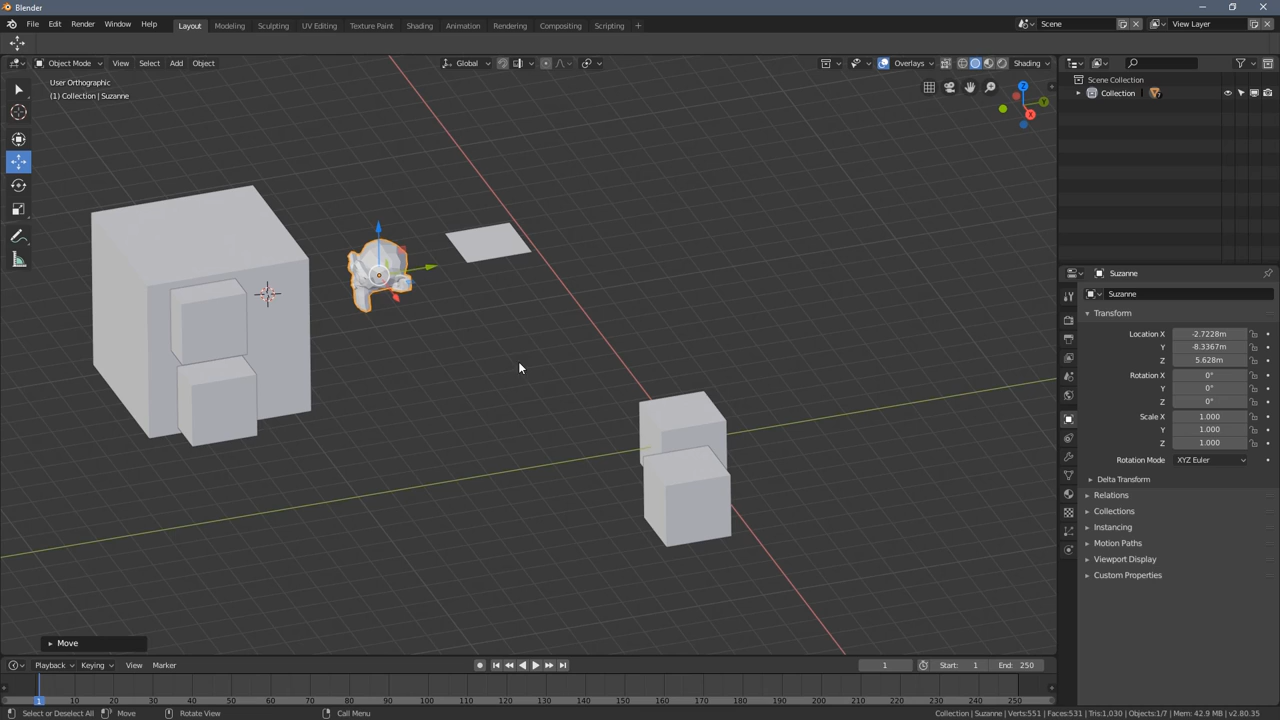 Blender
File Edit Render Window Help Layout Modeling Sculpting UV Editing Texture Paint Shading Animation Rendering Compositing Scripting + Scene View Layer
Object Mode View Select Add Object Global Overlays Shading
User Orthographic
(1) Collection | Suzanne
Scene Collection
Collection
Z
Y
X
Suzanne
Suzanne
Transform
Location X -2.7228m
Y -8.3367m
Z 5.628m
Rotation X 0°
Y 0°
Z 0°
Scale X 1.000
Y 1.000
Z 1.000
Rotation Mode XYZ Euler
Delta Transform
Relations
Collections
Instancing
Motion Paths
Viewport Display
Custom Properties
Move
Playback Keying View Marker 1 Start: 1 End: 250
1 10 20 30 40 50 60 70 80 90 100 110 120 130 140 150 160 170 180 190 200 210 220 230 240 250
Select or Deselect All Move Rotate View Call Menu Collection | Suzanne | Verts:551 | Faces:531 | Tris:1,030 | Objects:1/7 | Mem: 42.9 MB | v2.80.35